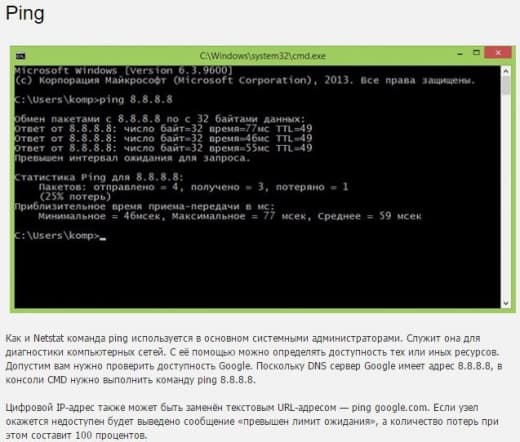 Ping
C:\Windows\system32\cmd.exe
Microsoft Windows [Version 6.3.9600]
(c) Корпорация Майкрософт (Microsoft Corporation), 2013. Все права защищены.
C:\Users\komp>ping 8.8.8.8
Обмен пакетами с 8.8.8.8 по с 32 байтами данных:
Ответ от 8.8.8.8: число байт=32 время=77мс TTL=49
Ответ от 8.8.8.8: число байт=32 время=46мс TTL=49
Ответ от 8.8.8.8: число байт=32 время=55мс TTL=49
Превышен интервал ожидания для запроса.
Статистика Ping для 8.8.8.8:
Пакетов: отправлено = 4, получено = 3, потеряно = 1
(25% потерь)
Приблизительное время приема-передачи в мс:
Минимальное = 46мсек, Максимальное = 77 мсек, Среднее = 59 мсек
C:\Users\komp>_
Как и Netstat команда ping используется в основном системными администраторами. Служит она для
диагностики компьютерных сетей. С её помощью можно определять доступность тех или иных ресурсов.
Допустим вам нужно проверить доступность Google. Поскольку DNS сервер Google имеет адрес 8.8.8.8, в
консоли CMD нужно выполнить команду ping 8.8.8.8.
Цифровой IP-адрес также может быть заменён текстовым URL-адресом — ping google.com. Если узел
окажется недоступен будет выведено сообщение «превышен лимит ожидания», а количество потерь при
этом составит 100 процентов.